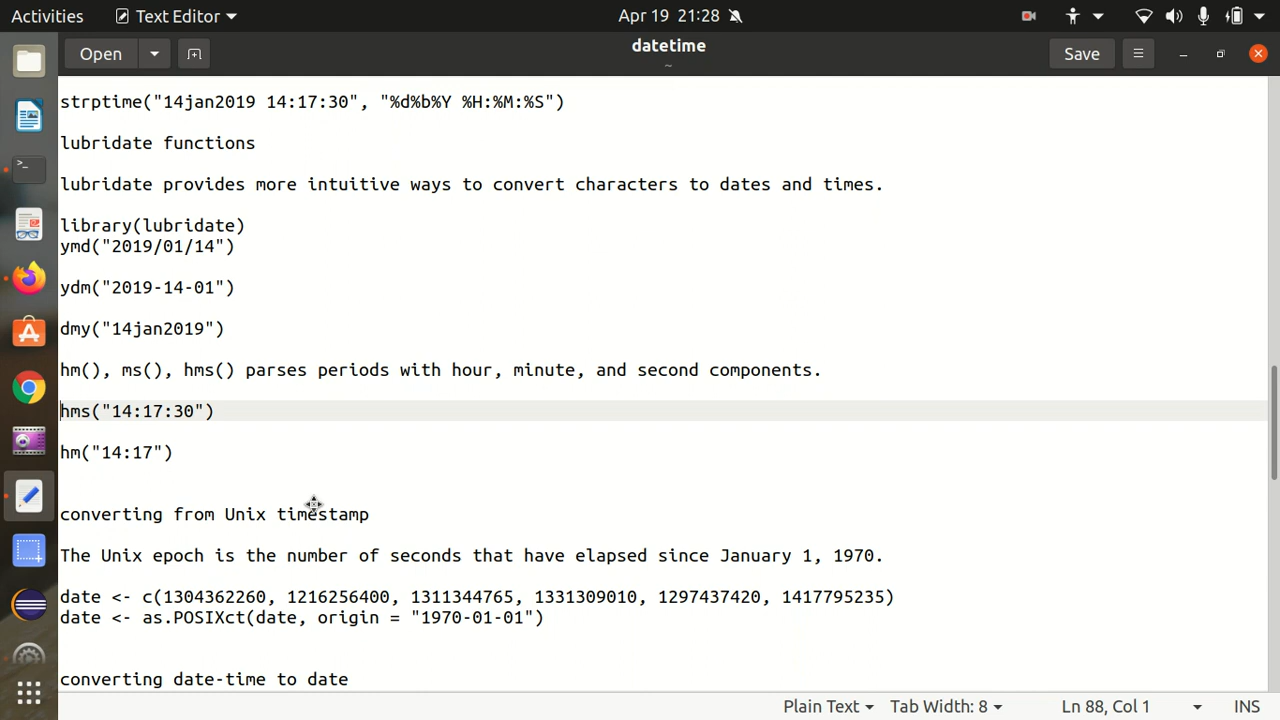 Activities Text Editor Apr 19 21:28
Open datetime Save
~
strptime("14jan2019 14:17:30", "%d%b%Y %H:%M:%S")
lubridate functions
lubridate provides more intuitive ways to convert characters to dates and times.
library(lubridate)
ymd("2019/01/14")
ydm("2019-14-01")
dmy("14jan2019")
hm(), ms(), hms() parses periods with hour, minute, and second components.
hms("14:17:30")
hm("14:17")
converting from Unix timestamp
The Unix epoch is the number of seconds that have elapsed since January 1, 1970.
date <- c(1304362260, 1216256400, 1311344765, 1331309010, 1297437420, 1417795235)
date <- as.POSIXct(date, origin = "1970-01-01")
converting date-time to date
Plain Text Tab Width: 8 Ln 88, Col 1 INS